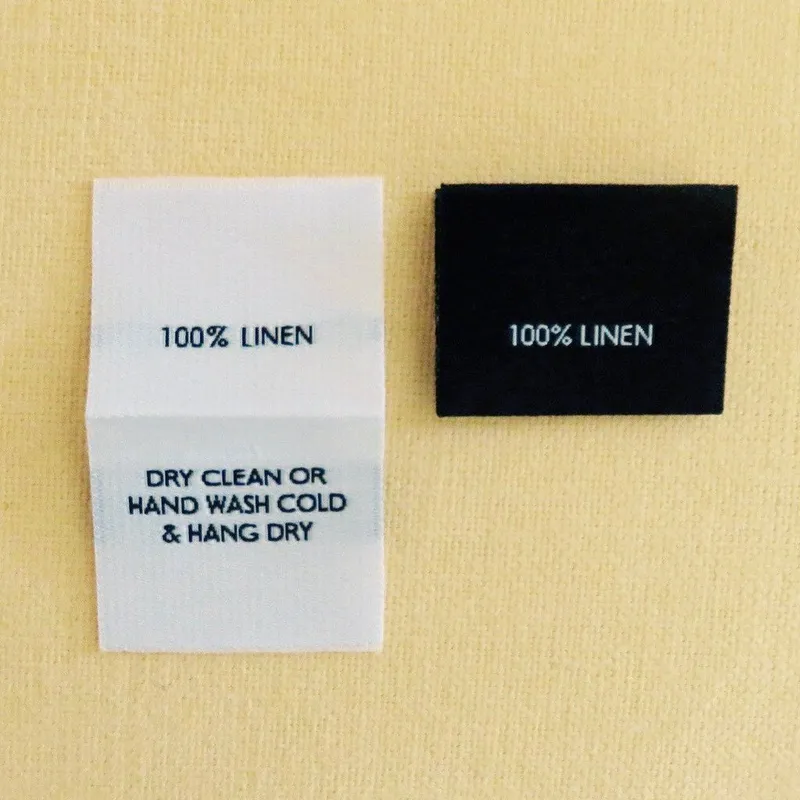 100% LINEN
DRY CLEAN OR
HAND WASH COLD
& HANG DRY
100% LINEN